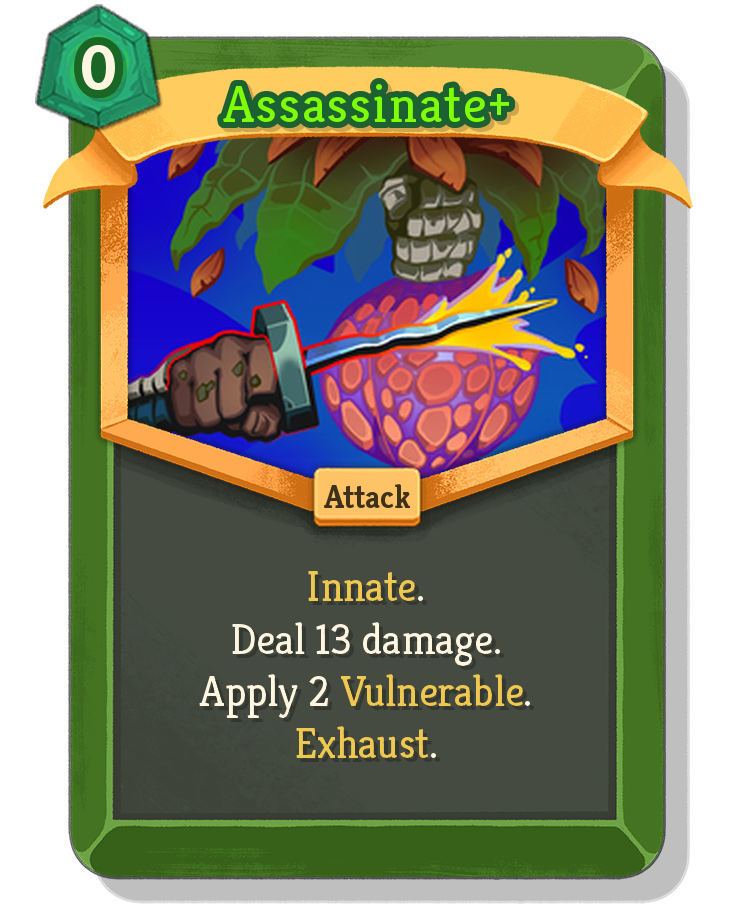 0
Assassinate+
Attack
Innate.
Deal 13 damage.
Apply 2 Vulnerable.
Exhaust.